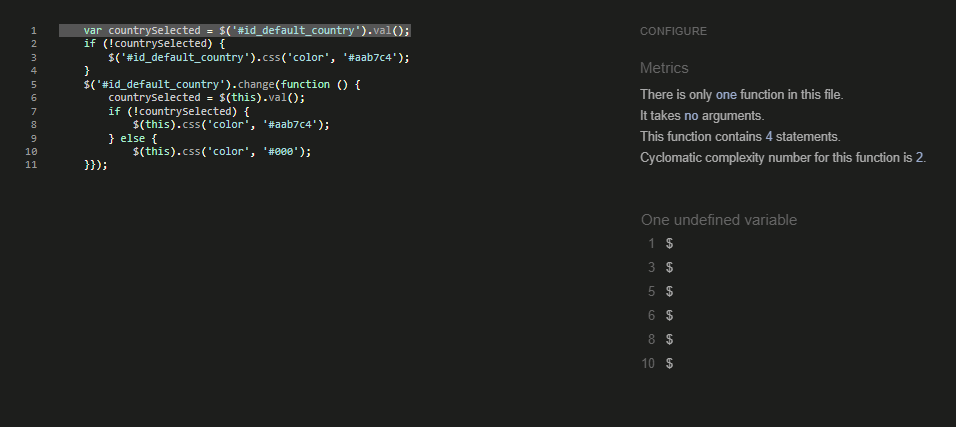 1 var countrySelected = $('#id_default_country').val();
2 if (!countrySelected) {
3 $('#id_default_country').css('color', '#aab7c4');
4 }
5 $('#id_default_country').change(function () {
6 countrySelected = $(this).val();
7 if (!countrySelected) {
8 $(this).css('color', '#aab7c4');
9 } else {
10 $(this).css('color', '#000');
11 }});
CONFIGURE
Metrics
There is only one function in this file.
It takes no arguments.
This function contains 4 statements.
Cyclomatic complexity number for this function is 2.
One undefined variable
1 $
3 $
5 $
6 $
8 $
10 $